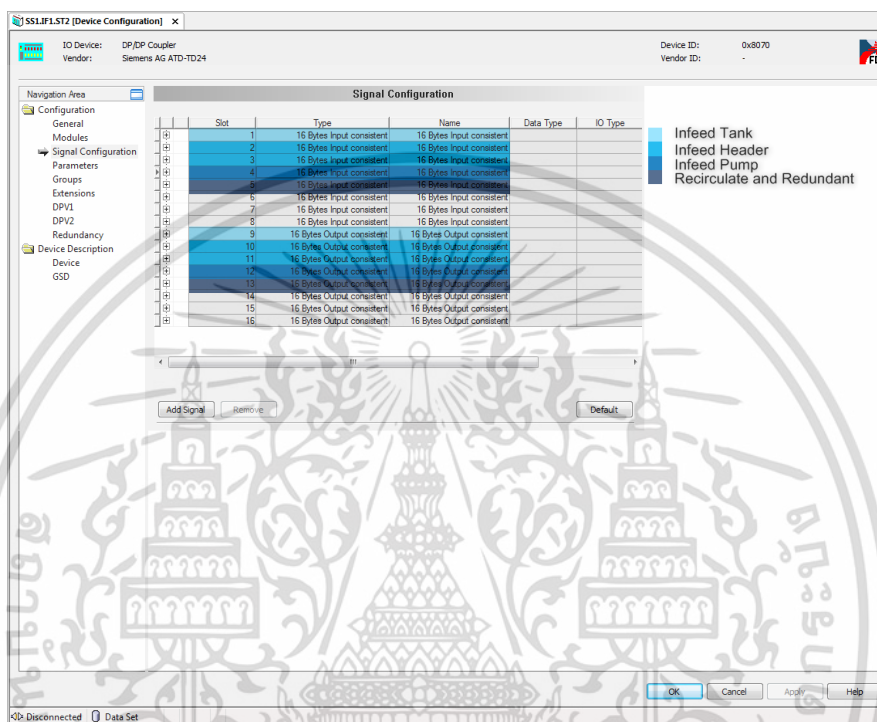 SS1.IF1.ST2 [Device Configuration] ×
IO Device: DP/DP Coupler Device ID: 0x8070
Vendor: Siemens AG ATD-TD24 Vendor ID: -
Navigation Area
Configuration
General
Modules
Signal Configuration
Parameters
Groups
Extensions
DPV1
DPV2
Redundancy
Device Description
Device
GSD
Signal Configuration
Slot Type Name Data Type IO Type
1 16 Bytes Input consistent 16 Bytes Input consistent
2 16 Bytes Input consistent 16 Bytes Input consistent
3 16 Bytes Input consistent 16 Bytes Input consistent
4 16 Bytes Input consistent 16 Bytes Input consistent
5 16 Bytes Input consistent 16 Bytes Input consistent
6 16 Bytes Input consistent 16 Bytes Input consistent
7 16 Bytes Input consistent 16 Bytes Input consistent
8 16 Bytes Input consistent 16 Bytes Input consistent
9 16 Bytes Output consistent 16 Bytes Output consistent
10 16 Bytes Output consistent 16 Bytes Output consistent
11 16 Bytes Output consistent 16 Bytes Output consistent
12 16 Bytes Output consistent 16 Bytes Output consistent
13 16 Bytes Output consistent 16 Bytes Output consistent
14 16 Bytes Output consistent 16 Bytes Output consistent
15 16 Bytes Output consistent 16 Bytes Output consistent
16 16 Bytes Output consistent 16 Bytes Output consistent
Infeed Tank
Infeed Header
Infeed Pump
Recirculate and Redundant
Add Signal Remove Default
OK Cancel Apply Help
Disconnected Data Set